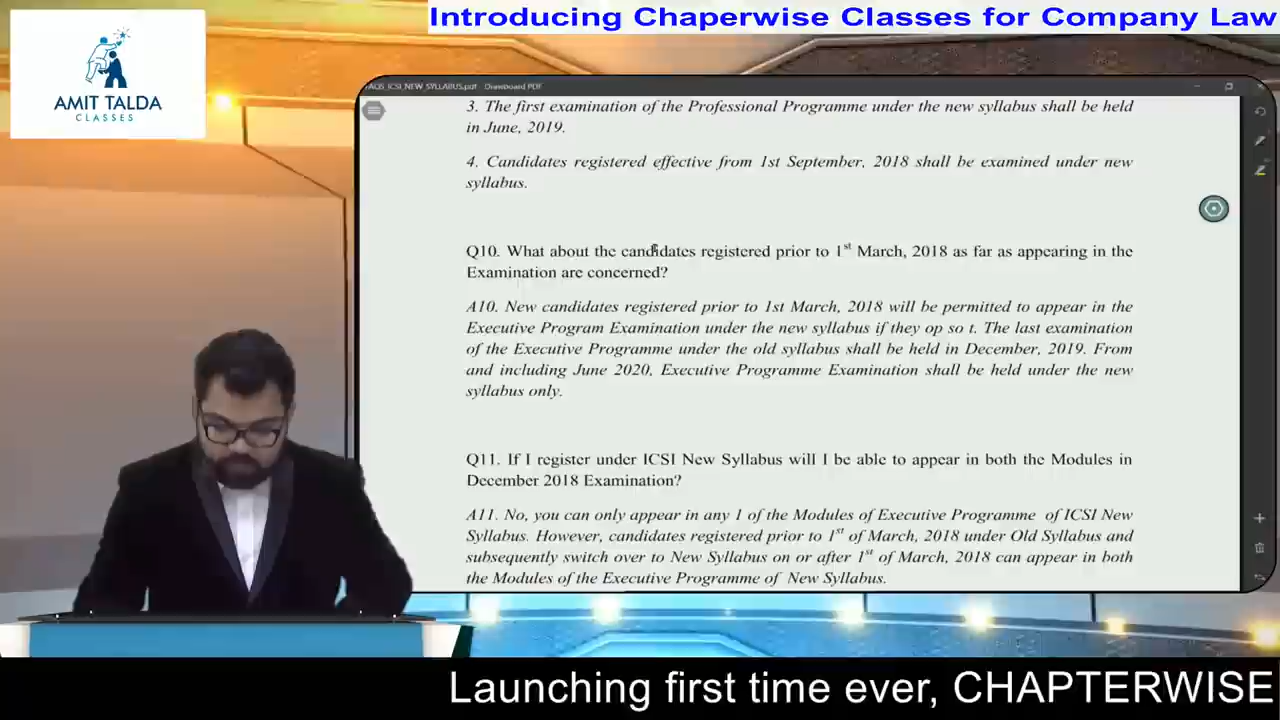 Introducing Chaperwise Classes for Company Law
AMIT TALDA
CLASSES
FAQS_ICSI_NEW_SYLLABUS.pdf - Drawboard PDF
3. The first examination of the Professional Programme under the new syllabus shall be held
in June, 2019.
4. Candidates registered effective from 1st September, 2018 shall be examined under new
syllabus.
Q10. What about the candidates registered prior to 1st March, 2018 as far as appearing in the
Examination are concerned?
A10. New candidates registered prior to 1st March, 2018 will be permitted to appear in the
Executive Program Examination under the new syllabus if they op so t. The last examination
of the Executive Programme under the old syllabus shall be held in December, 2019. From
and including June 2020, Executive Programme Examination shall be held under the new
syllabus only.
Q11. If I register under ICSI New Syllabus will I be able to appear in both the Modules in
December 2018 Examination?
A11. No, you can only appear in any 1 of the Modules of Executive Programme of ICSI New
Syllabus. However, candidates registered prior to 1st of March, 2018 under Old Syllabus and
subsequently switch over to New Syllabus on or after 1st of March, 2018 can appear in both
the Modules of the Executive Programme of New Syllabus.
Launching first time ever, CHAPTERWISE